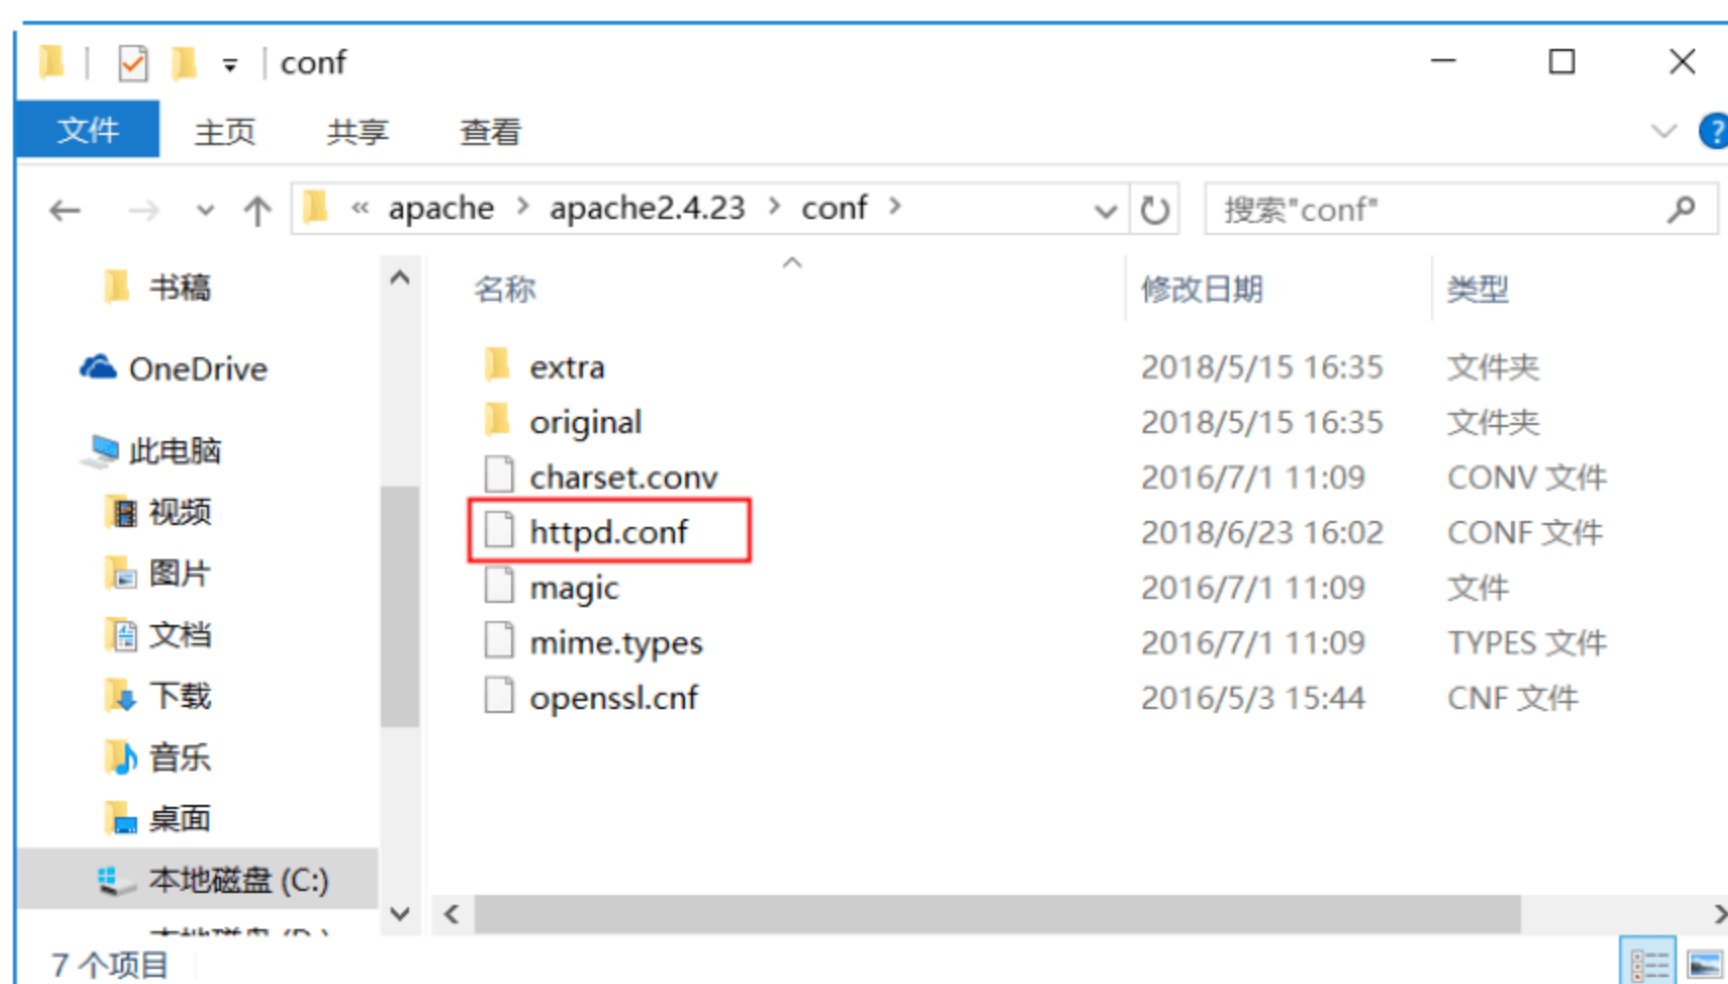 conf
文件 主页 共享 查看
« apache > apache2.4.23 > conf > 搜索"conf"
书稿
OneDrive
此电脑
视频
图片
文档
下载
音乐
桌面
本地磁盘 (C:)
名称 修改日期 类型
extra 2018/5/15 16:35 文件夹
original 2018/5/15 16:35 文件夹
charset.conv 2016/7/1 11:09 CONV 文件
httpd.conf 2018/6/23 16:02 CONF 文件
magic 2016/7/1 11:09 文件
mime.types 2016/7/1 11:09 TYPES 文件
openssl.cnf 2016/5/3 15:44 CNF 文件
7 个项目